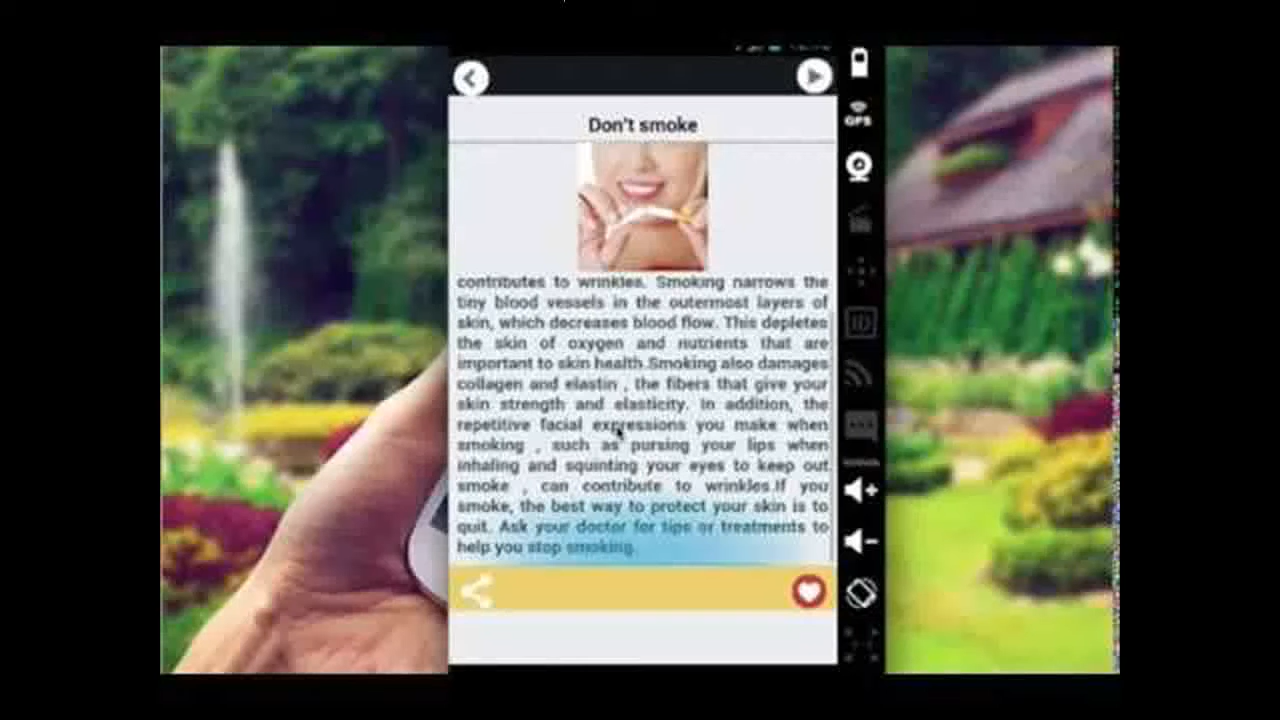 Don't smoke
GPS
contributes to wrinkles. Smoking narrows the
tiny blood vessels in the outermost layers of
skin, which decreases blood flow. This depletes
the skin of oxygen and nutrients that are
important to skin health.Smoking also damages
collagen and elastin , the fibers that give your
skin strength and elasticity. In addition, the
repetitive facial expressions you make when
smoking , such as pursing your lips when
inhaling and squinting your eyes to keep out
smoke , can contribute to wrinkles.If you
smoke, the best way to protect your skin is to
quit. Ask your doctor for tips or treatments to
help you stop smoking.
ID